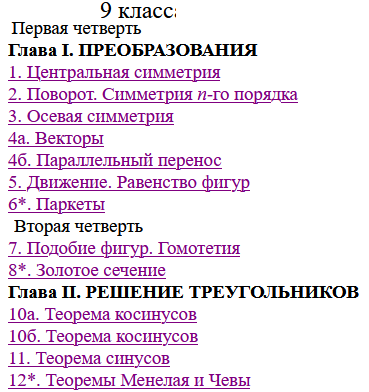 9 класс
Первая четверть
Глава I. ПРЕОБРАЗОВАНИЯ
1. Центральная симметрия
2. Поворот. Симметрия n-го порядка
3. Осевая симметрия
4а. Векторы
4б. Параллельный перенос
5. Движение. Равенство фигур
6*. Паркеты
Вторая четверть
7. Подобие фигур. Гомотетия
8*. Золотое сечение
Глава II. РЕШЕНИЕ ТРЕУГОЛЬНИКОВ
10а. Теорема косинусов
10б. Теорема косинусов
11. Теорема синусов
12*. Теоремы Менелая и Чевы